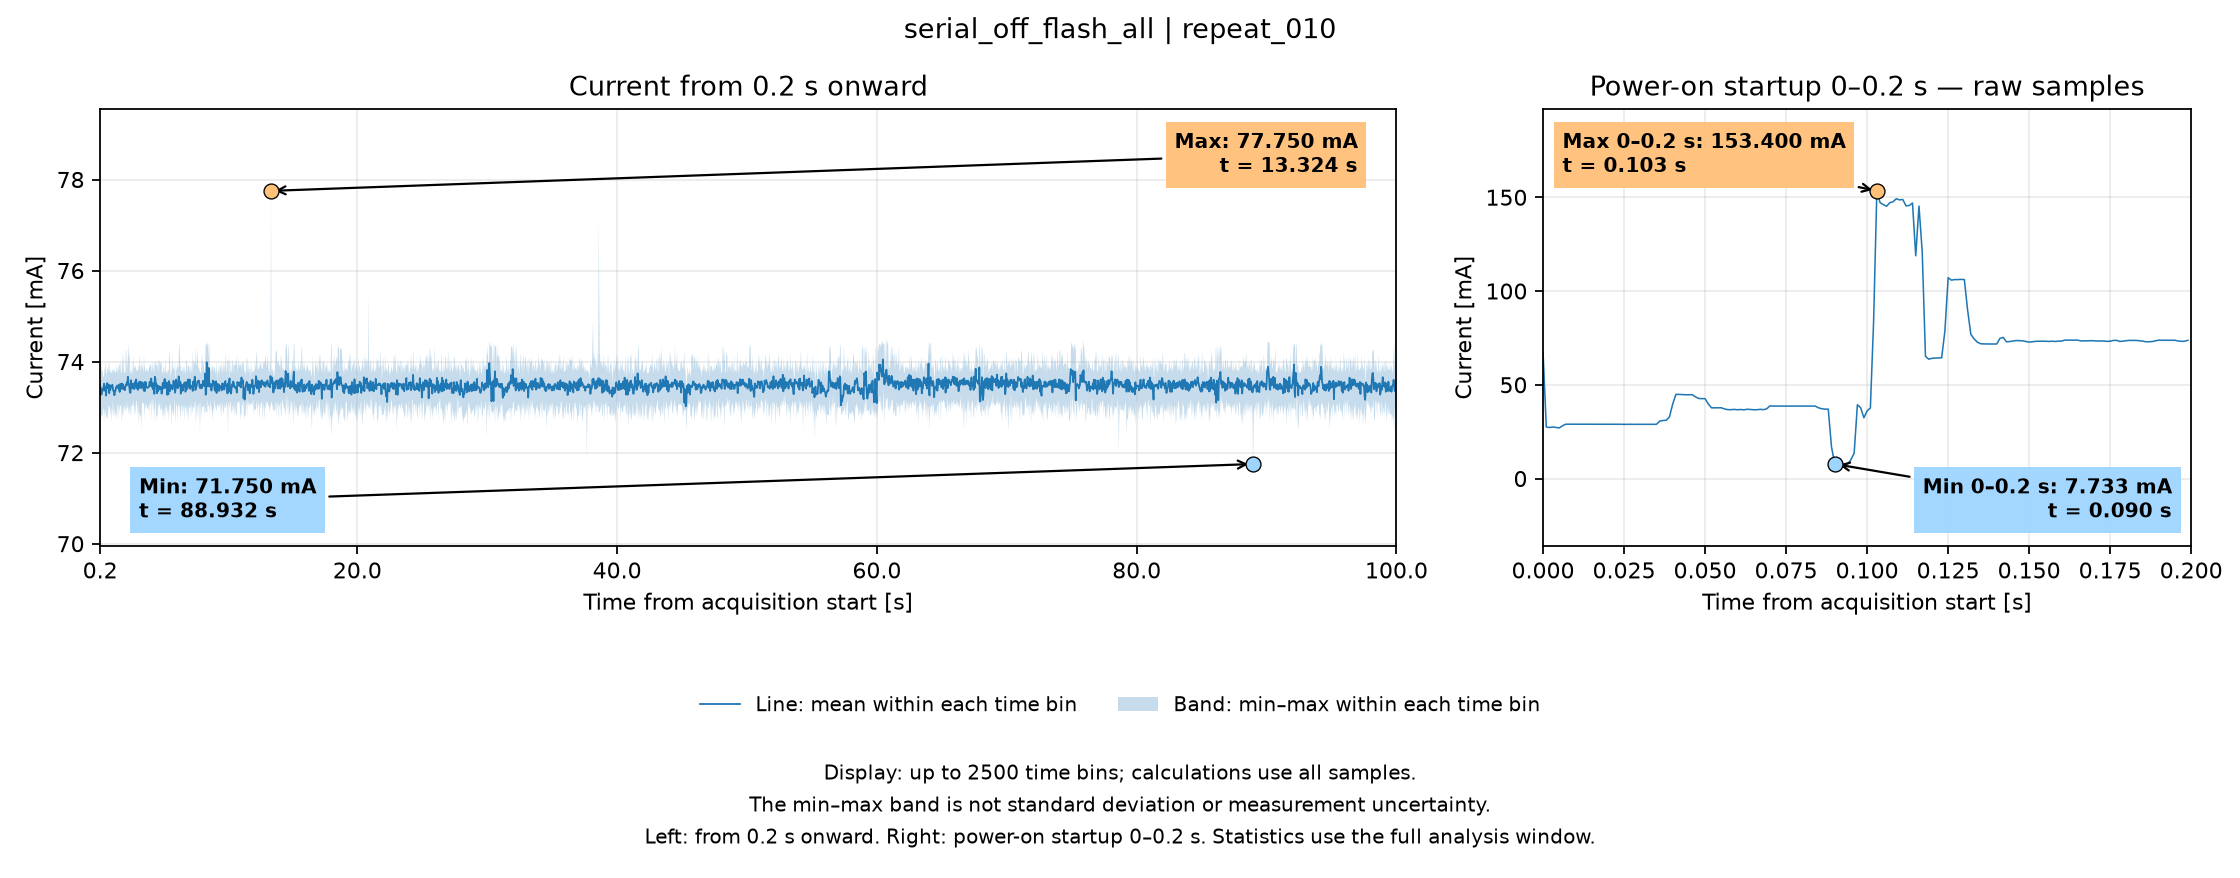 serial_off_flash_all | repeat_010
Current from 0.2 s onward
Current [mA]
78
76
74
72
70
Max: 77.750 mA
t = 13.324 s
Min: 71.750 mA
t = 88.932 s
0.2
20.0
40.0
60.0
80.0
100.0
Time from acquisition start [s]
Power-on startup 0–0.2 s — raw samples
Current [mA]
150
100
50
0
Max 0–0.2 s: 153.400 mA
t = 0.103 s
Min 0–0.2 s: 7.733 mA
t = 0.090 s
0.000
0.025
0.050
0.075
0.100
0.125
0.150
0.175
0.200
Time from acquisition start [s]
Line: mean within each time bin
Band: min–max within each time bin
Display: up to 2500 time bins; calculations use all samples.
The min–max band is not standard deviation or measurement uncertainty.
Left: from 0.2 s onward. Right: power-on startup 0–0.2 s. Statistics use the full analysis window.